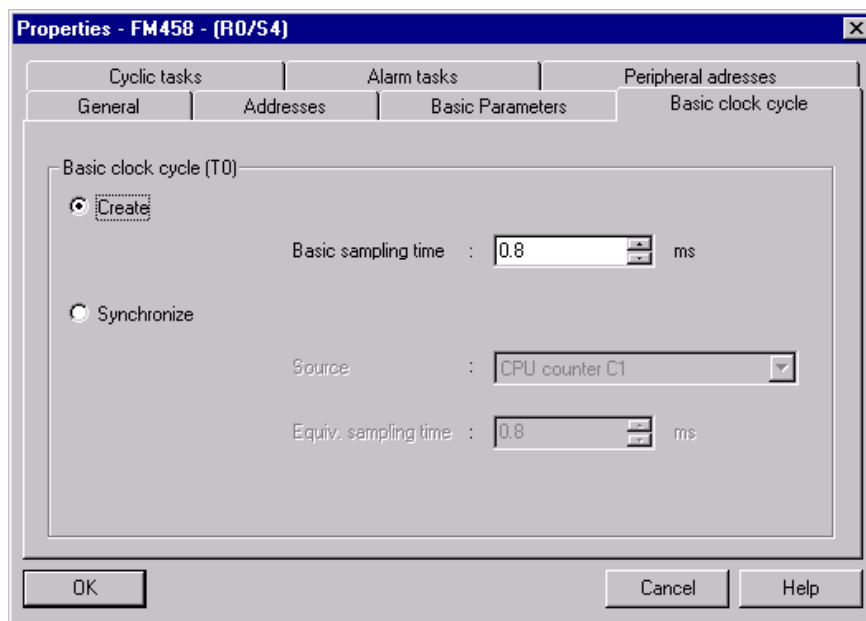 Properties - FM458 - (R0/S4)
Cyclic tasks Alarm tasks Peripheral adresses
General Addresses Basic Parameters Basic clock cycle
Basic clock cycle (T0)
Create
Basic sampling time : 0.8 ms
Synchronize
Source : CPU counter C1
Equiv. sampling time : 0.8 ms
OK Cancel Help